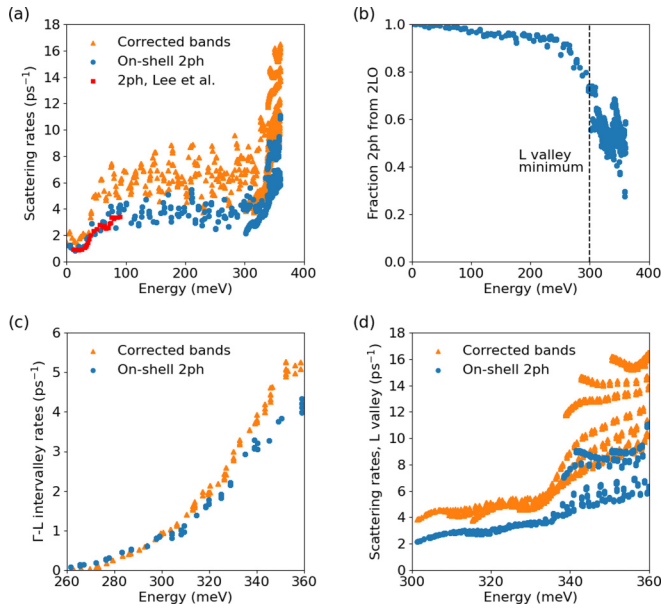 (a)
Scattering rates (ps⁻¹)
18
16
14
12
10
8
6
4
2
0
Corrected bands
On-shell 2ph
2ph, Lee et al.
0 100 200 300 400
Energy (meV)
(b)
Fraction 2ph from 2LO
1.0
0.8
0.6
0.4
0.2
0.0
L valley
minimum
0 100 200 300 400
Energy (meV)
(c)
Γ-L intervalley rates (ps⁻¹)
6
5
4
3
2
1
0
Corrected bands
On-shell 2ph
260 280 300 320 340 360
Energy (meV)
(d)
Scattering rates, L valley (ps⁻¹)
18
16
14
12
10
8
6
4
2
0
Corrected bands
On-shell 2ph
300 320 340 360
Energy (meV)